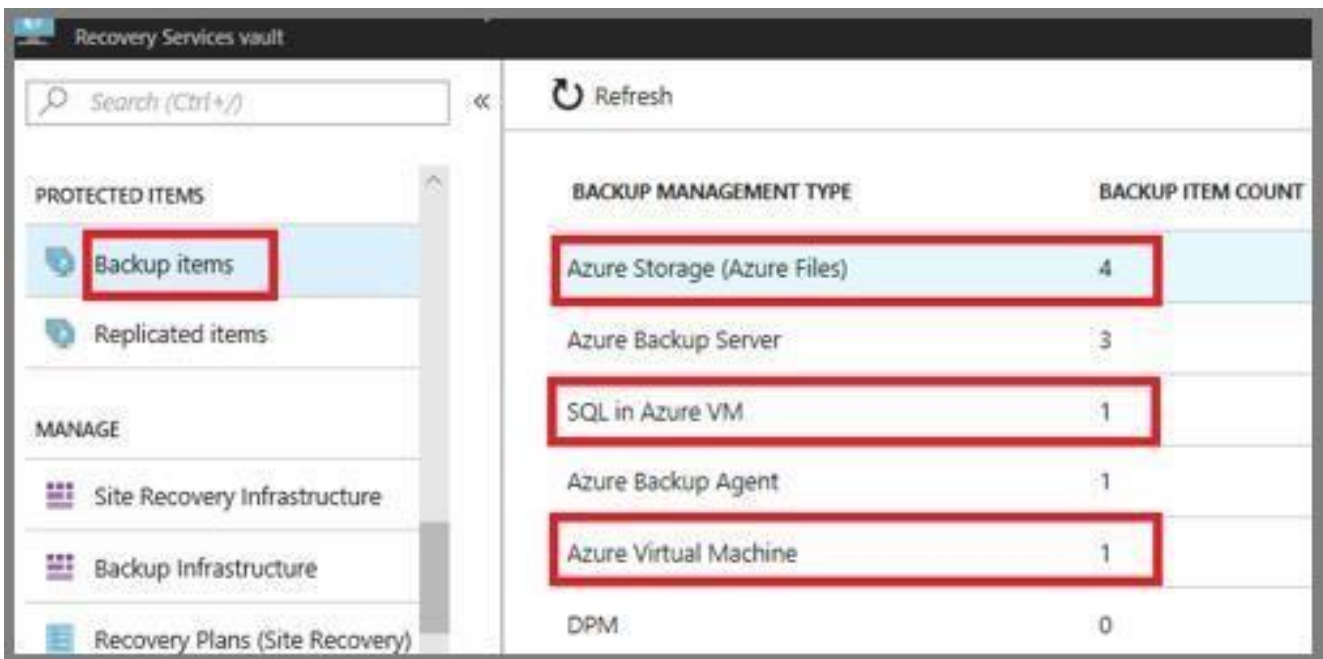 Recovery Services vault
Search (Ctrl+/)
«
Refresh
PROTECTED ITEMS
Backup items
Replicated items
MANAGE
Site Recovery Infrastructure
Backup Infrastructure
Recovery Plans (Site Recovery)
BACKUP MANAGEMENT TYPE BACKUP ITEM COUNT
Azure Storage (Azure Files) 4
Azure Backup Server 3
SQL in Azure VM 1
Azure Backup Agent 1
Azure Virtual Machine 1
DPM 0